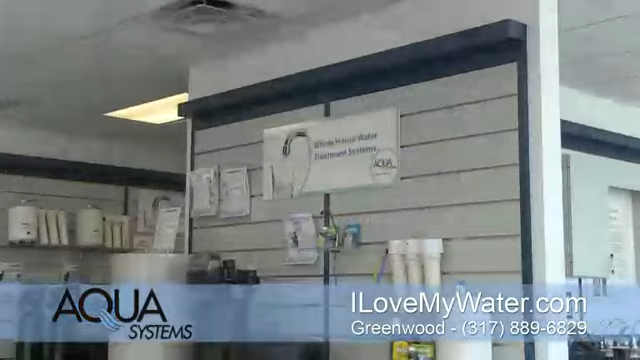 Whole House Water
Treatment Systems
AQUA
AQUA
SYSTEMS
ILoveMyWater.com
Greenwood - (317) 889-6829